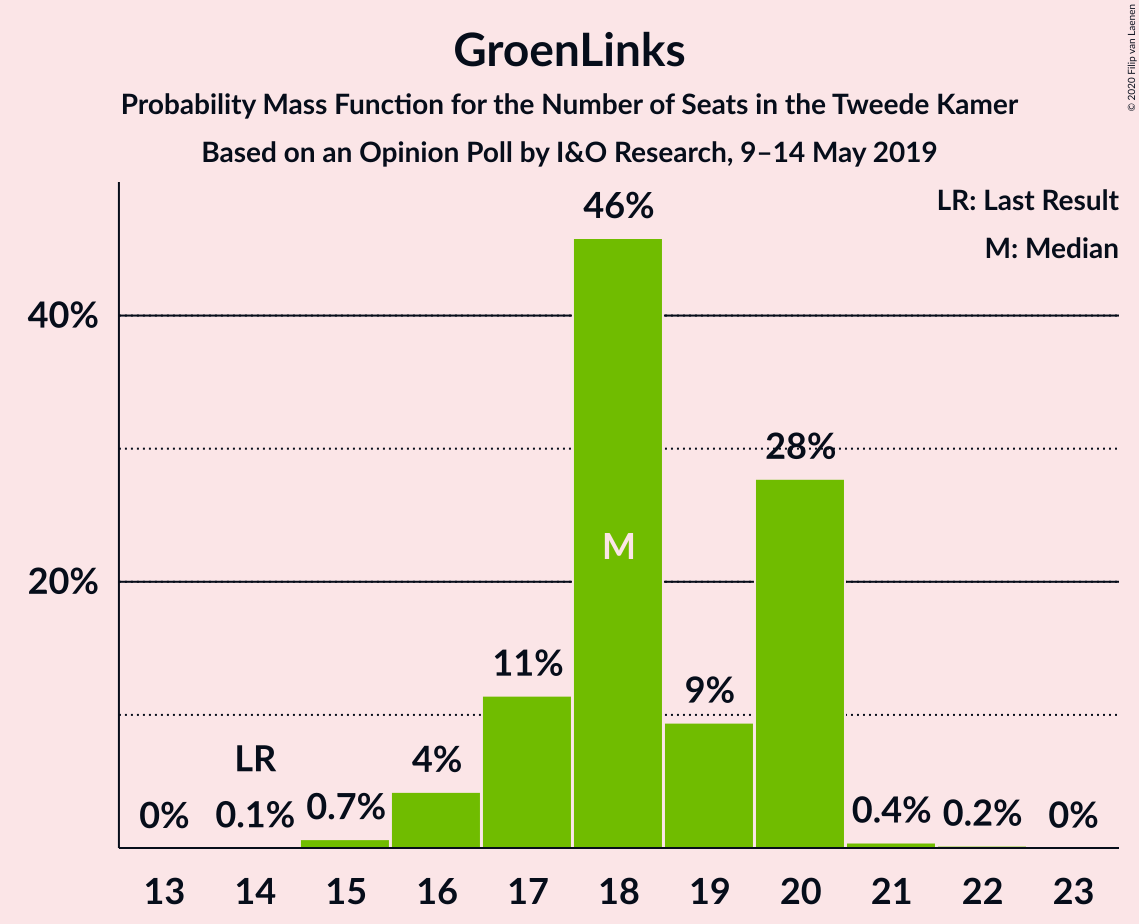 GroenLinks
Probability Mass Function for the Number of Seats in the Tweede Kamer
Based on an Opinion Poll by I&O Research, 9–14 May 2019
© 2020 Filip van Laenen
LR: Last Result
M: Median
40%
20%
0%
LR
0.1%
0.7%
4%
11%
46%
M
9%
28%
0.4%
0.2%
0%
13 14 15 16 17 18 19 20 21 22 23